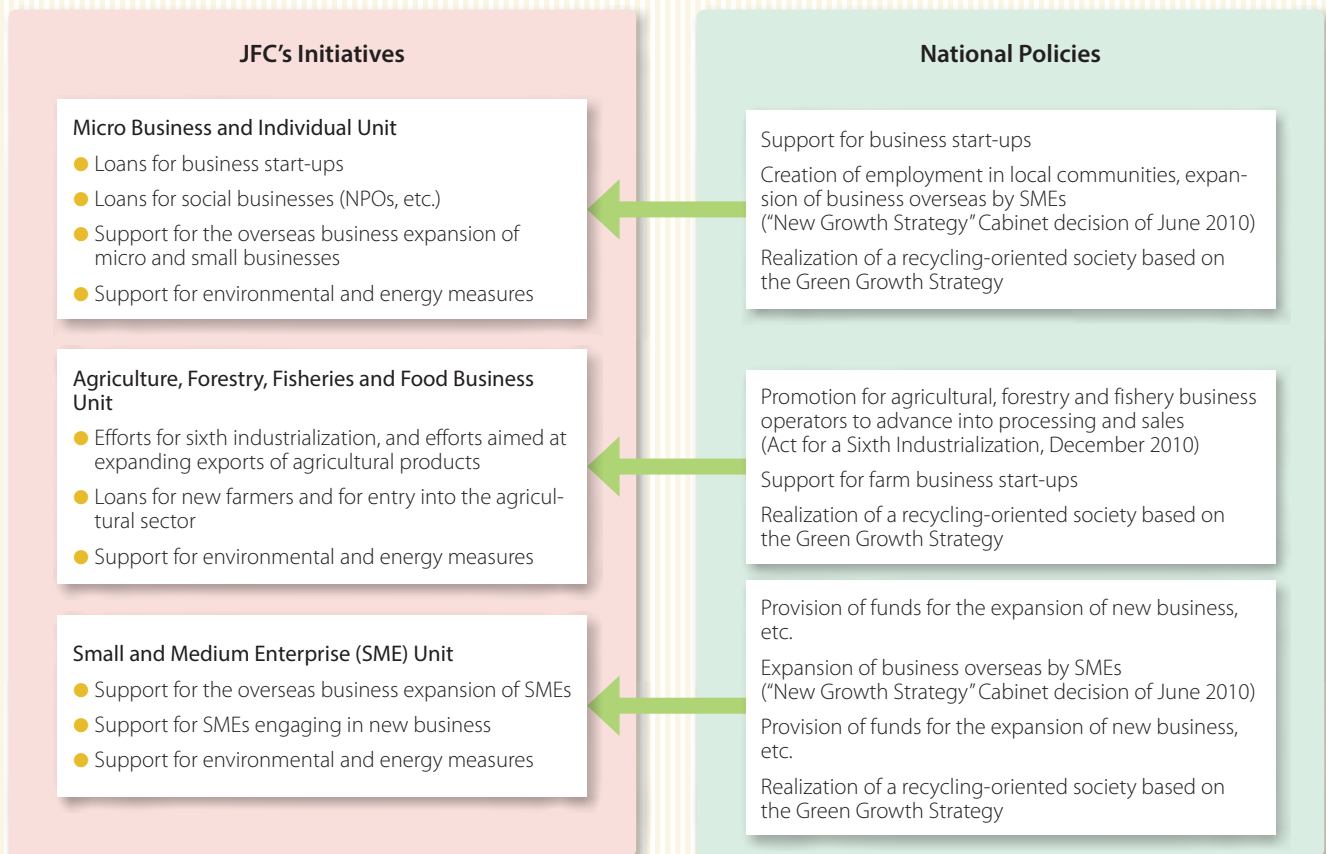 JFC’s Initiatives
Micro Business and Individual Unit
● Loans for business start-ups
● Loans for social businesses (NPOs, etc.)
● Support for the overseas business expansion of
micro and small businesses
● Support for environmental and energy measures
Agriculture, Forestry, Fisheries and Food Business
Unit
● Efforts for sixth industrialization, and efforts aimed at
expanding exports of agricultural products
● Loans for new farmers and for entry into the agricul-
tural sector
● Support for environmental and energy measures
Small and Medium Enterprise (SME) Unit
● Support for the overseas business expansion of SMEs
● Support for SMEs engaging in new business
● Support for environmental and energy measures
National Policies
Support for business start-ups
Creation of employment in local communities, expan-
sion of business overseas by SMEs
(“New Growth Strategy” Cabinet decision of June 2010)
Realization of a recycling-oriented society based on
the Green Growth Strategy
Promotion for agricultural, forestry and fishery business
operators to advance into processing and sales
(Act for a Sixth Industrialization, December 2010)
Support for farm business start-ups
Realization of a recycling-oriented society based on
the Green Growth Strategy
Provision of funds for the expansion of new business,
etc.
Expansion of business overseas by SMEs
(“New Growth Strategy” Cabinet decision of June 2010)
Provision of funds for the expansion of new business,
etc.
Realization of a recycling-oriented society based on
the Green Growth Strategy